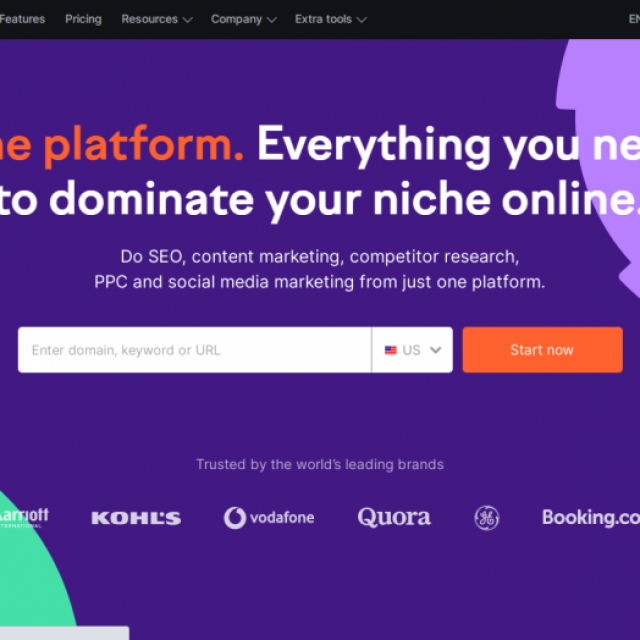 Features Pricing Resources Company Extra tools EN
ne platform. Everything you ne
to dominate your niche online.
Do SEO, content marketing, competitor research,
PPC and social media marketing from just one platform.
Enter domain, keyword or URL US Start now
Trusted by the world's leading brands
Marriott KOHL'S vodafone Quora GE Booking.co
INTERNATIONAL